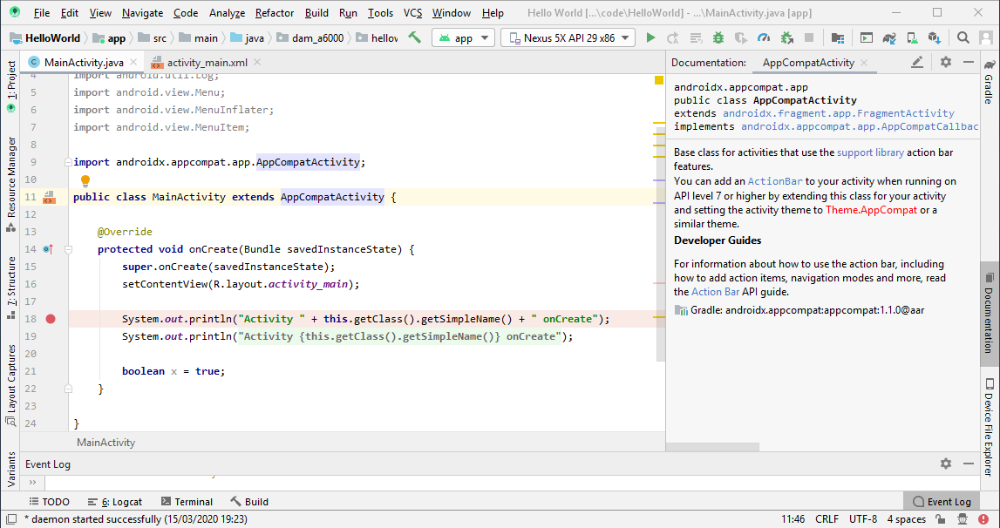 File Edit View Navigate Code Analyze Refactor Build Run Tools VCS Window Help Hello World [...\code\HelloWorld] - ...\MainActivity.java [app]
HelloWorld app src main java dam_a6000 hellov app Nexus 5X API 29 x86
1: Project
Resource Manager
7: Structure
Layout Captures
Variants
MainActivity.java activity_main.xml
4 import android.util.Log;
5 import android.view.Menu;
6 import android.view.MenuInflater;
7 import android.view.MenuItem;
8
9 import androidx.appcompat.app.AppCompatActivity;
10
11 public class MainActivity extends AppCompatActivity {
12
13 @Override
14 protected void onCreate(Bundle savedInstanceState) {
15 super.onCreate(savedInstanceState);
16 setContentView(R.layout.activity_main);
17
18 System.out.println("Activity " + this.getClass().getSimpleName() + " onCreate");
19 System.out.println("Activity {this.getClass().getSimpleName()} onCreate");
20
21 boolean x = true;
22 }
23
24 }
MainActivity
Documentation: AppCompatActivity
androidx.appcompat.app
public class AppCompatActivity
extends androidx.fragment.app.FragmentActivity
implements androidx.appcompat.app.AppCompatCallbac
Base class for activities that use the support library action bar
features.
You can add an ActionBar to your activity when running on
API level 7 or higher by extending this class for your activity
and setting the activity theme to Theme.AppCompat or a
similar theme.
Developer Guides
For information about how to use the action bar, including
how to add action items, navigation modes and more, read
the Action Bar API guide.
Gradle: androidx.appcompat:appcompat:1.1.0@aar
Gradle
Documentation
Device File Explorer
Event Log
TODO 6: Logcat Terminal Build Event Log
* daemon started successfully (15/03/2020 19:23) 11:46 CRLF UTF-8 4 spaces